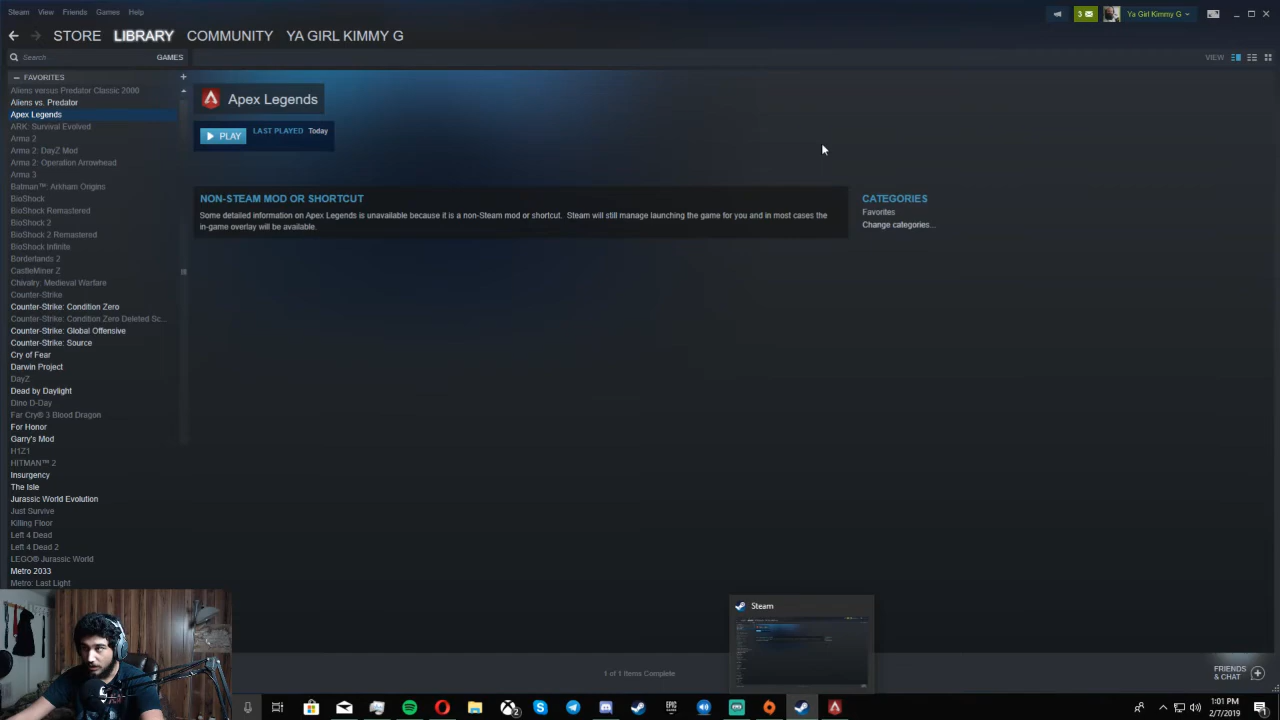 Steam View Friends Games Help
3 Ya Girl Kimmy G
STORE LIBRARY COMMUNITY YA GIRL KIMMY G
Search GAMES
VIEW
FAVORITES
Aliens versus Predator Classic 2000
Aliens vs. Predator
Apex Legends
ARK: Survival Evolved
Arma 2
Arma 2: DayZ Mod
Arma 2: Operation Arrowhead
Arma 3
Batman™: Arkham Origins
BioShock
BioShock Remastered
BioShock 2
BioShock 2 Remastered
BioShock Infinite
Borderlands 2
CastleMiner Z
Chivalry: Medieval Warfare
Counter-Strike
Counter-Strike: Condition Zero
Counter-Strike: Condition Zero Deleted Sc...
Counter-Strike: Global Offensive
Counter-Strike: Source
Cry of Fear
Darwin Project
DayZ
Dead by Daylight
Dino D-Day
Far Cry® 3 Blood Dragon
For Honor
Garry's Mod
H1Z1
HITMAN™ 2
Insurgency
The Isle
Jurassic World Evolution
Just Survive
Killing Floor
Left 4 Dead
Left 4 Dead 2
LEGO® Jurassic World
Metro 2033
Metro: Last Light
Apex Legends
PLAY LAST PLAYED Today
NON-STEAM MOD OR SHORTCUT
Some detailed information on Apex Legends is unavailable because it is a non-Steam mod or shortcut. Steam will still manage launching the game for you and in most cases the
in-game overlay will be available.
CATEGORIES
Favorites
Change categories...
Steam
1 of 1 Items Complete
FRIENDS
& CHAT
EPIC
GAMES
2
1:01 PM
2/7/2019
1